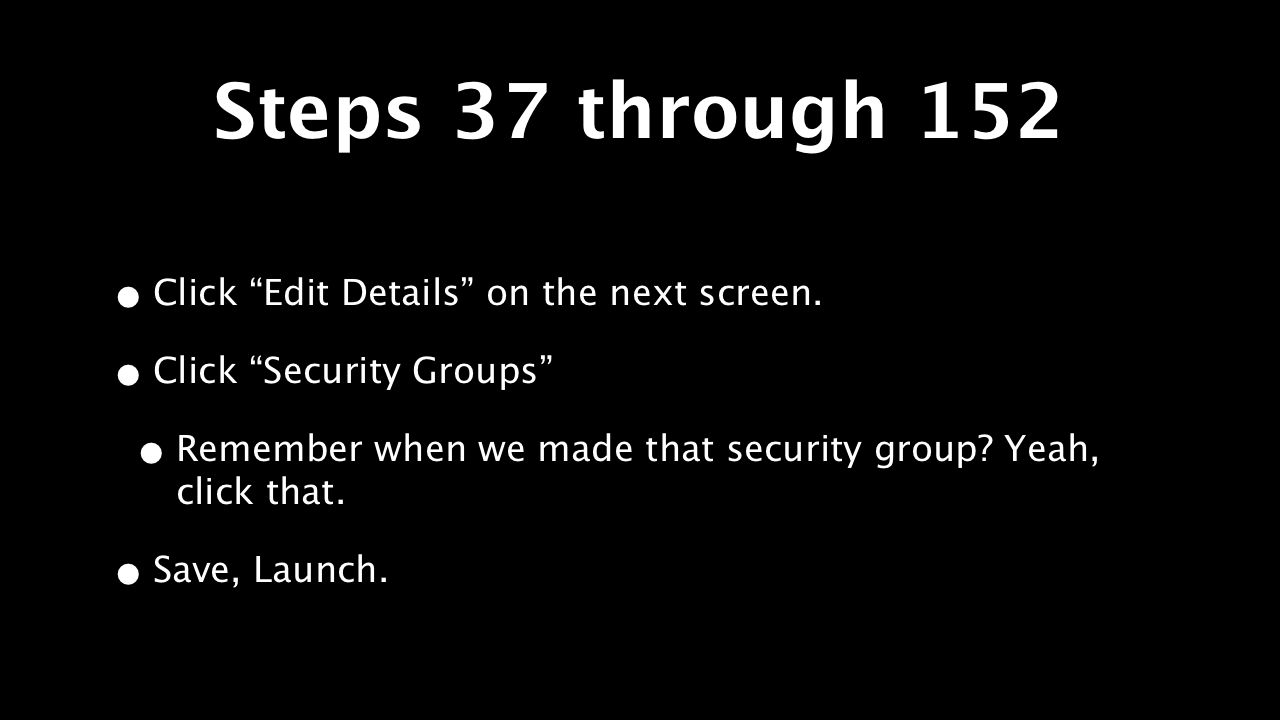 Steps 37 through 152
• Click “Edit Details” on the next screen.
• Click “Security Groups”
• Remember when we made that security group? Yeah,
click that.
• Save, Launch.